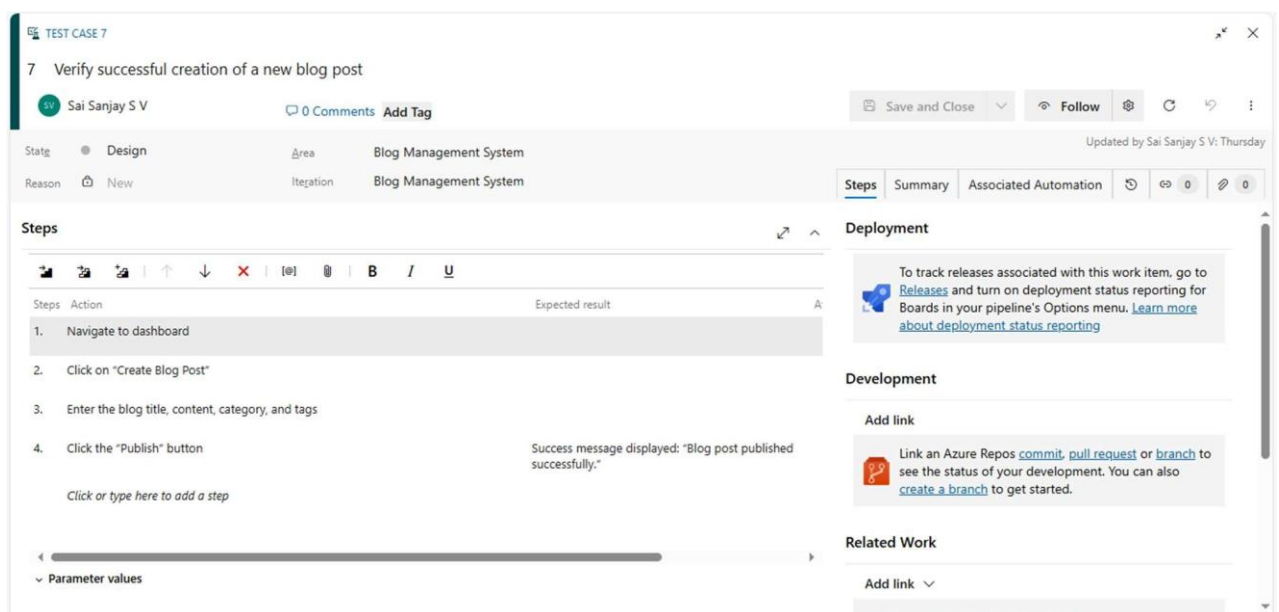 TEST CASE 7
7 Verify successful creation of a new blog post
SV Sai Sanjay S V
0 Comments Add Tag
Save and Close
Follow
State Design
Area Blog Management System
Updated by Sai Sanjay S V: Thursday
Reason New
Iteration Blog Management System
Steps Summary Associated Automation 0 0
Steps
[@] B I U
Steps Action Expected result
1. Navigate to dashboard
2. Click on “Create Blog Post”
3. Enter the blog title, content, category, and tags
4. Click the “Publish” button
Success message displayed: “Blog post published
successfully.”
Click or type here to add a step
Parameter values
Deployment
To track releases associated with this work item, go to
Releases and turn on deployment status reporting for
Boards in your pipeline's Options menu. Learn more
about deployment status reporting
Development
Add link
Link an Azure Repos commit, pull request or branch to
see the status of your development. You can also
create a branch to get started.
Related Work
Add link